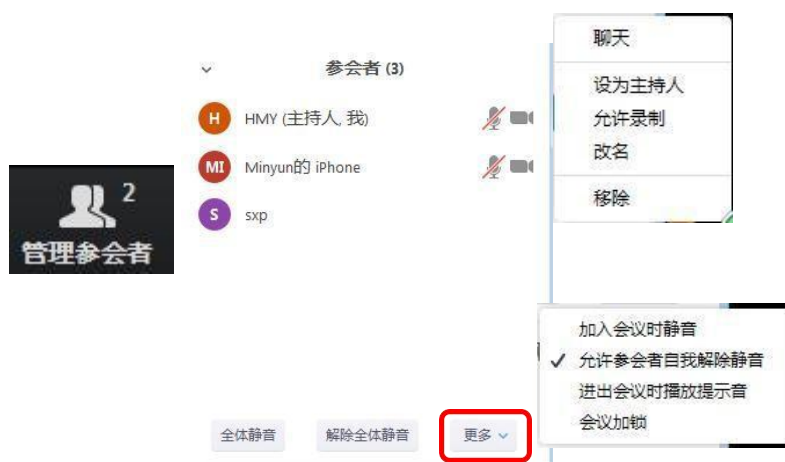 2
管理参会者
参会者 (3)
H
HMY (主持人, 我)
MI
Minyun的 iPhone
S
sxp
全体静音
解除全体静音
更多
聊天
设为主持人
允许录制
改名
移除
加入会议时静音
✓ 允许参会者自我解除静音
进出会议时播放提示音
会议加锁